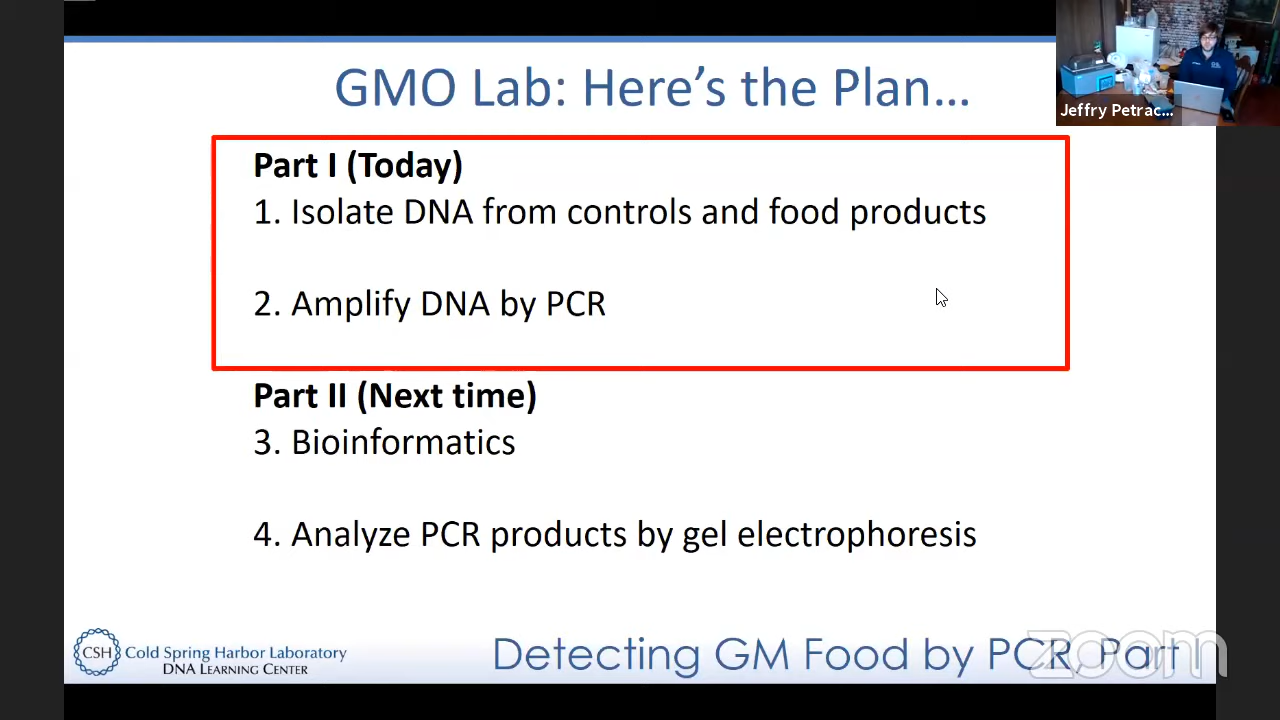 GMO Lab: Here's the Plan...
Jeffry Petrac...
Part I (Today)
1. Isolate DNA from controls and food products
2. Amplify DNA by PCR
Part II (Next time)
3. Bioinformatics
4. Analyze PCR products by gel electrophoresis
CSH Cold Spring Harbor Laboratory
DNA LEARNING CENTER
Detecting GM Food by PCR, Part
zoom